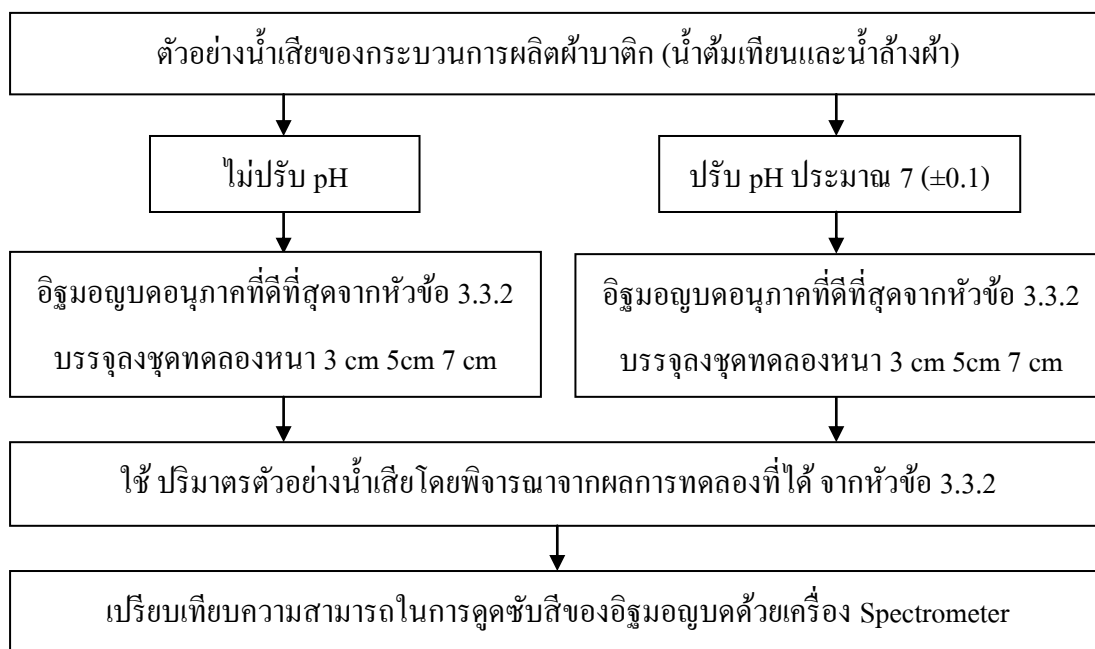 ตัวอย่างน้ำเสียของกระบวนการผลิตผ้าบาติก (น้ำต้มเทียนและน้ำล้างผ้า)
ไม่ปรับ pH
ปรับ pH ประมาณ 7 (±0.1)
อิฐมอญบดอนุภาคที่ดีที่สุดจากหัวข้อ 3.3.2
บรรจุลงชุดทดลองหนา 3 cm 5cm 7 cm
อิฐมอญบดอนุภาคที่ดีที่สุดจากหัวข้อ 3.3.2
บรรจุลงชุดทดลองหนา 3 cm 5cm 7 cm
ใช้ ปริมาตรตัวอย่างน้ำเสียโดยพิจารณาจากผลการทดลองที่ได้ จากหัวข้อ 3.3.2
เปรียบเทียบความสามารถในการดูดซับสีของอิฐมอญบดด้วยเครื่อง Spectrometer